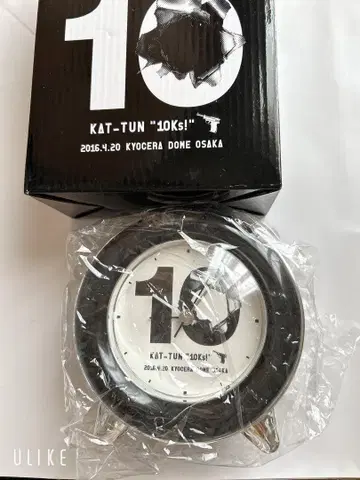 10
KAT-TUN "10Ks!"
2016.4.20 KYOCERA DOME OSAKA
10
KAT-TUN "10Ks!"
2016.4.20 KYOCERA DOME OSAKA
ULIKE